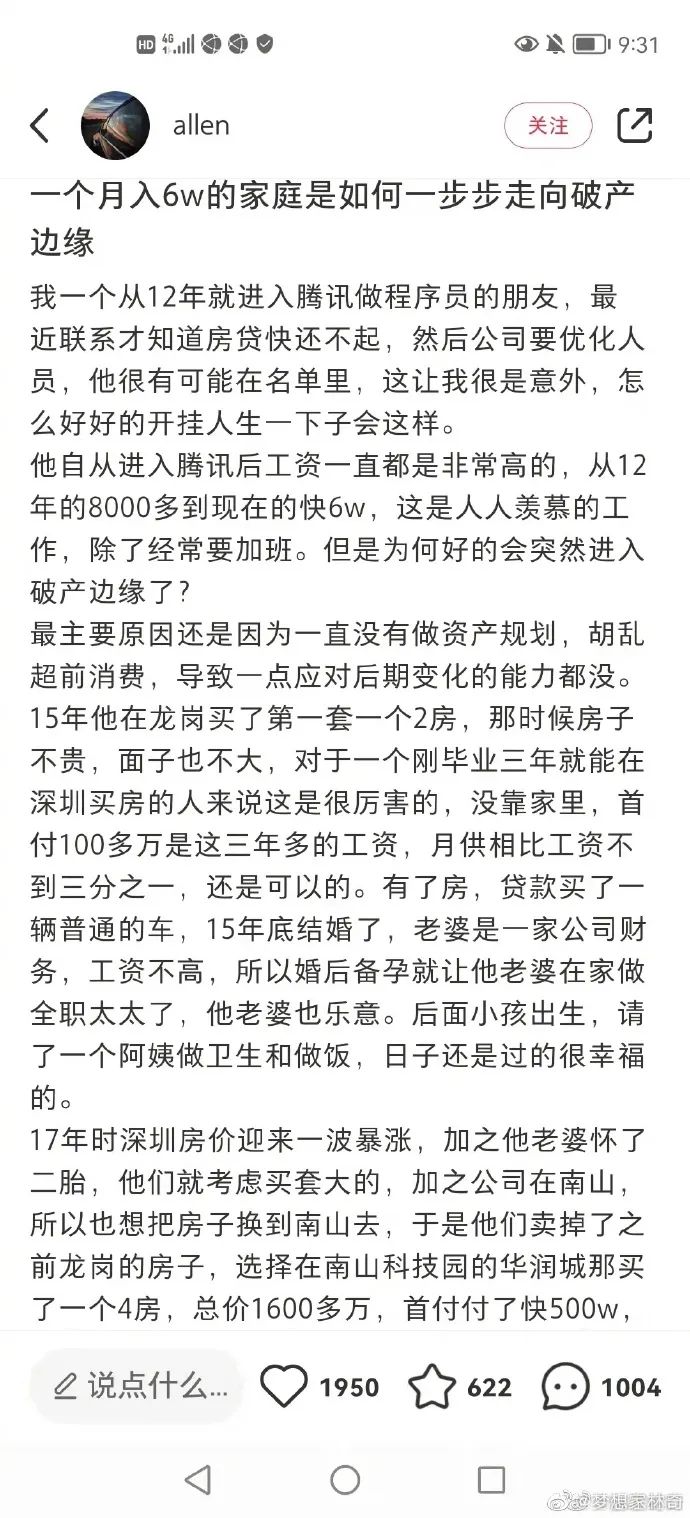 HD 4G 9:31
allen
关注
一个月入6w的家庭是如何一步步走向破产
边缘
我一个从12年就进入腾讯做程序员的朋友，最
近联系才知道房贷快还不起，然后公司要优化人
员，他很有可能在名单里，这让我很是意外，怎
么好好的开挂人生一下子会这样。
他自从进入腾讯后工资一直都是非常高的，从12
年的8000多到现在的快6w，这是人人羡慕的工
作，除了经常要加班。但是为何好的会突然进入
破产边缘了？
最主要原因还是因为一直没有做资产规划，胡乱
超前消费，导致一点应对后期变化的能力都没。
15年他在龙岗买了第一套一个2房，那时候房子
不贵，面子也不大，对于一个刚毕业三年就能在
深圳买房的人来说这是很厉害的，没靠家里，首
付100多万是这三年多的工资，月供相比工资不
到三分之一，还是可以的。有了房，贷款买了一
辆普通的车，15年底结婚了，老婆是一家公司财
务，工资不高，所以婚后备孕就让他老婆在家做
全职太太了，他老婆也乐意。后面小孩出生，请
了一个阿姨做卫生和做饭，日子还是过的很幸福
的。
17年时深圳房价迎来一波暴涨，加之他老婆怀了
二胎，他们就考虑买套大的，加之公司在南山，
所以也想把房子换到南山去，于是他们卖掉了之
前龙岗的房子，选择在南山科技园的华润城那买
了一个4房，总价1600多万，首付付了快500w，
说点什么... 1950 622 1004
@梦想家林奇